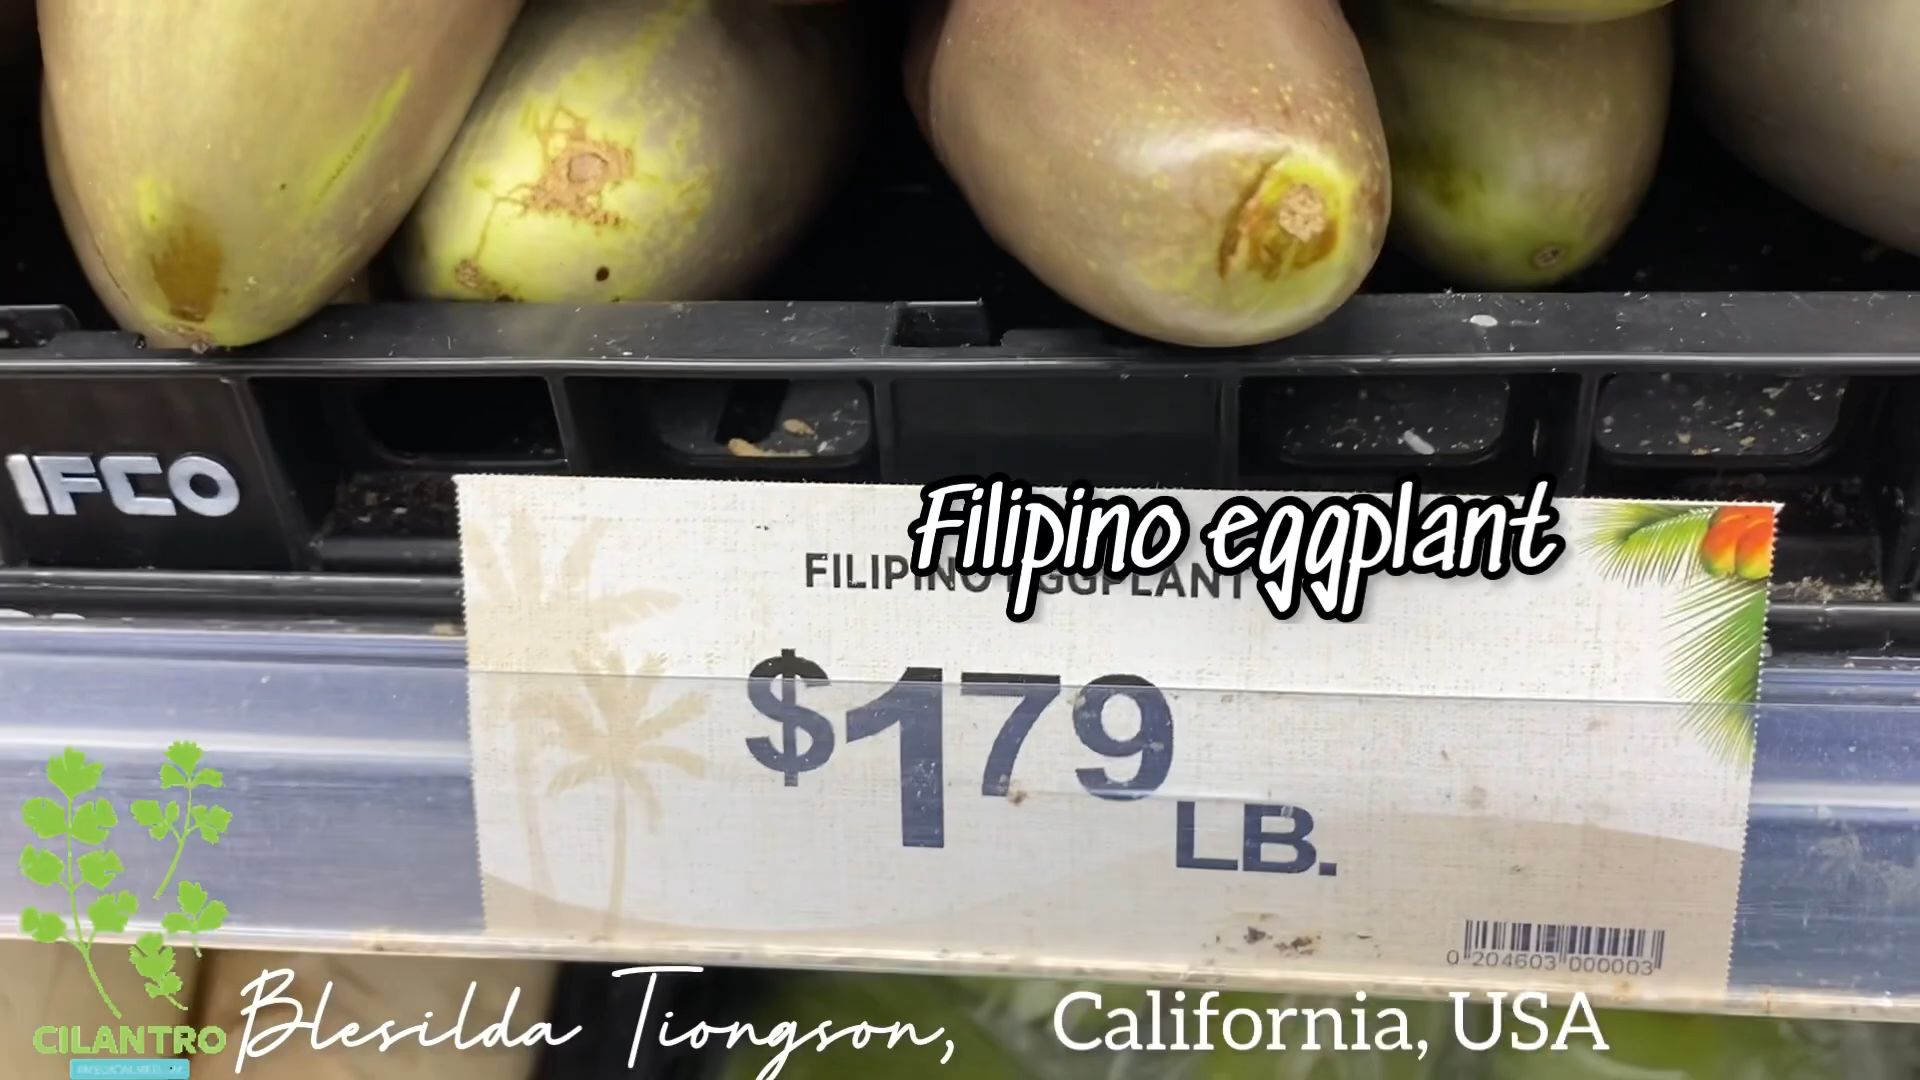 IFCO
Filipino eggplant
FILIPINO EGGPLANT
$179
LB.
0 204603 000003
CILANTRO
Blesilda Tiongson, California, USA